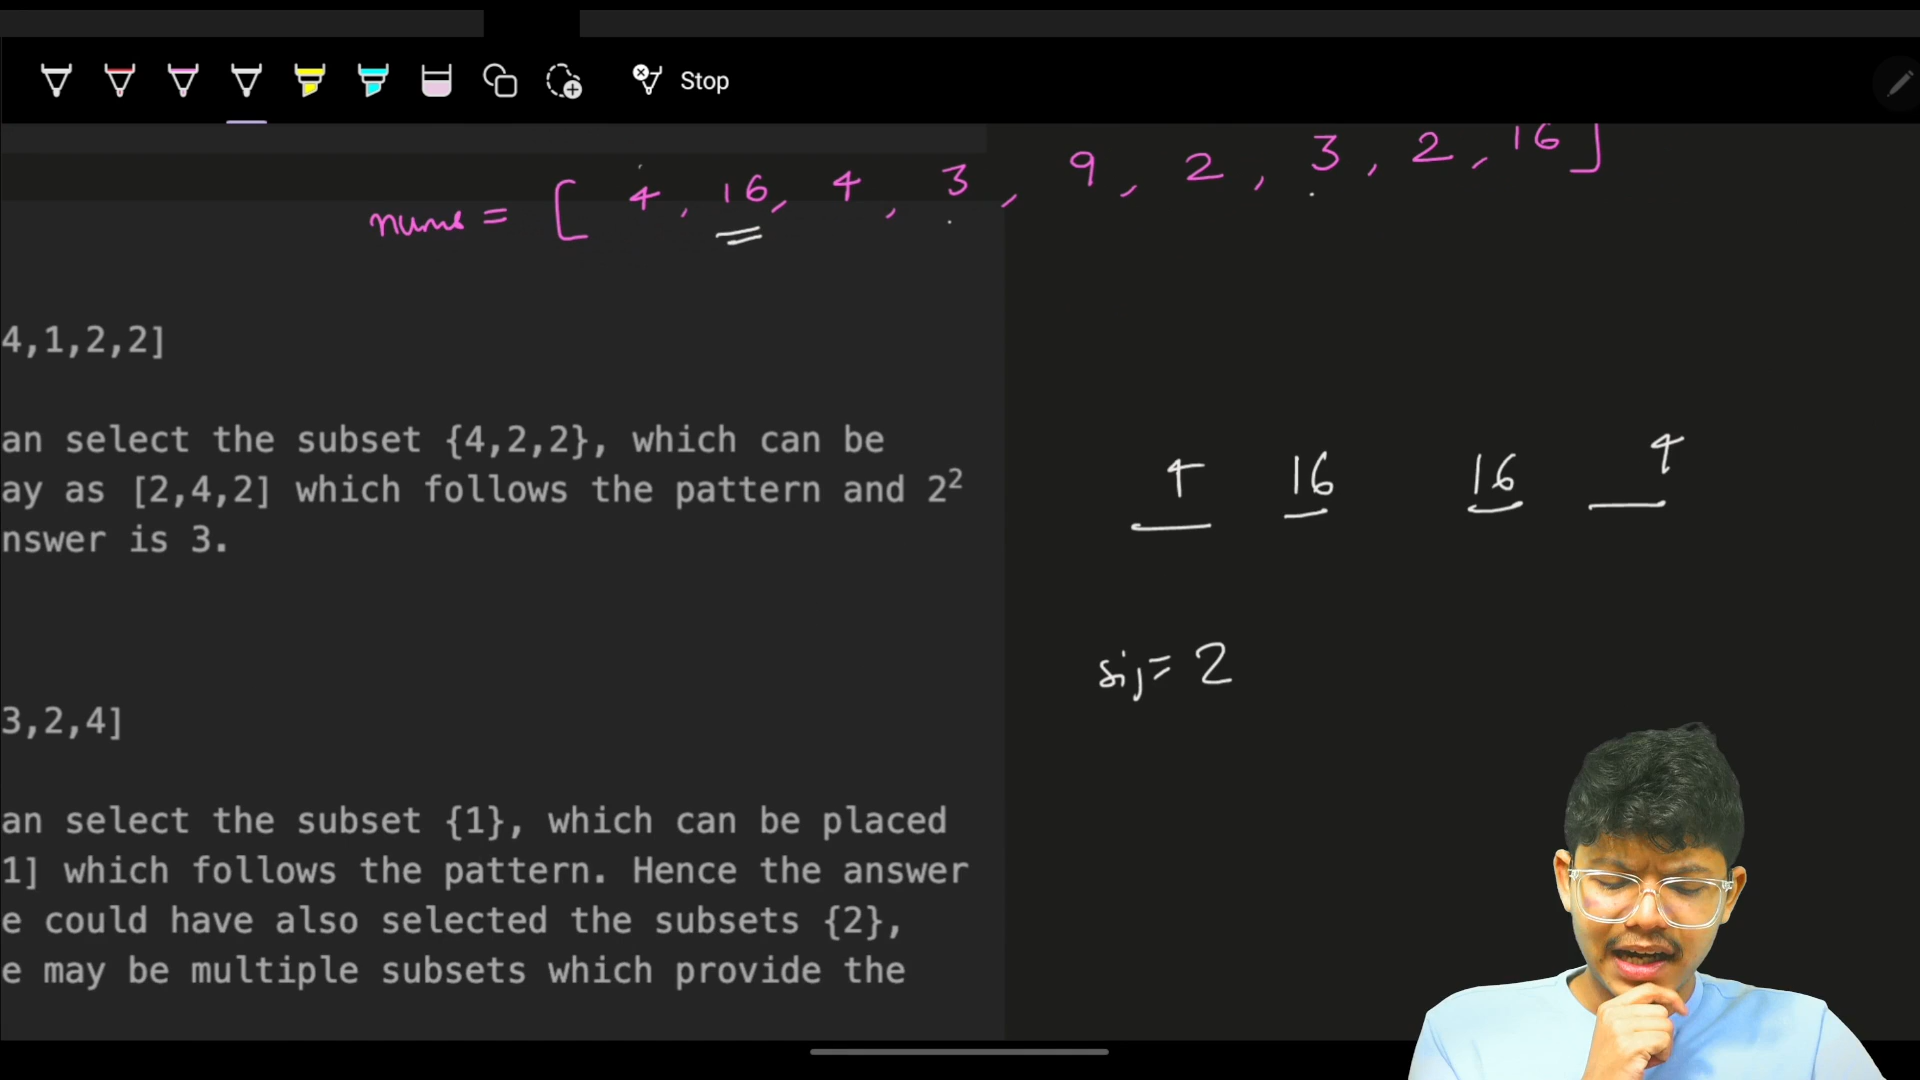 Stop
nums = [ 4, 16, 4, 3, 9, 2, 3, 2, 16]
4,1,2,2]
an select the subset {4,2,2}, which can be
ay as [2,4,2] which follows the pattern and 2²
nswer is 3.
4 16 16 4
3,2,4]
an select the subset {1}, which can be placed
1] which follows the pattern. Hence the answer
e could have also selected the subsets {2},
e may be multiple subsets which provide the
= 2